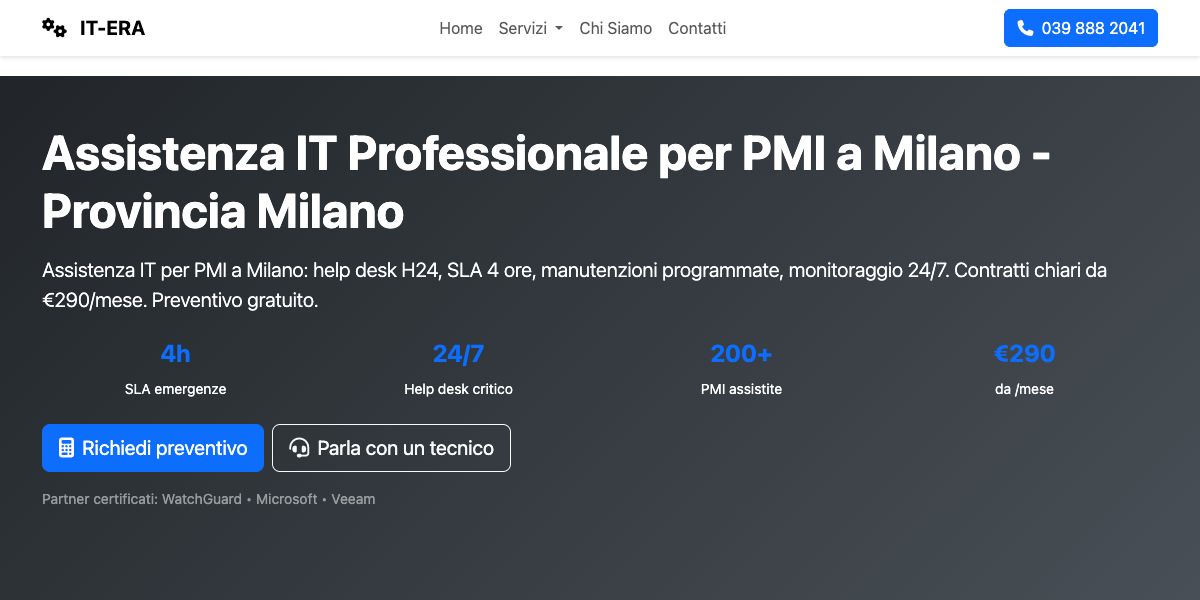 IT-ERA
Home Servizi Chi Siamo Contatti
039 888 2041
Assistenza IT Professionale per PMI a Milano -
Provincia Milano
Assistenza IT per PMI a Milano: help desk H24, SLA 4 ore, manutenzioni programmate, monitoraggio 24/7. Contratti chiari da
€290/mese. Preventivo gratuito.
4h
SLA emergenze
24/7
Help desk critico
200+
PMI assistite
€290
da /mese
Richiedi preventivo
Parla con un tecnico
Partner certificati: WatchGuard • Microsoft • Veeam